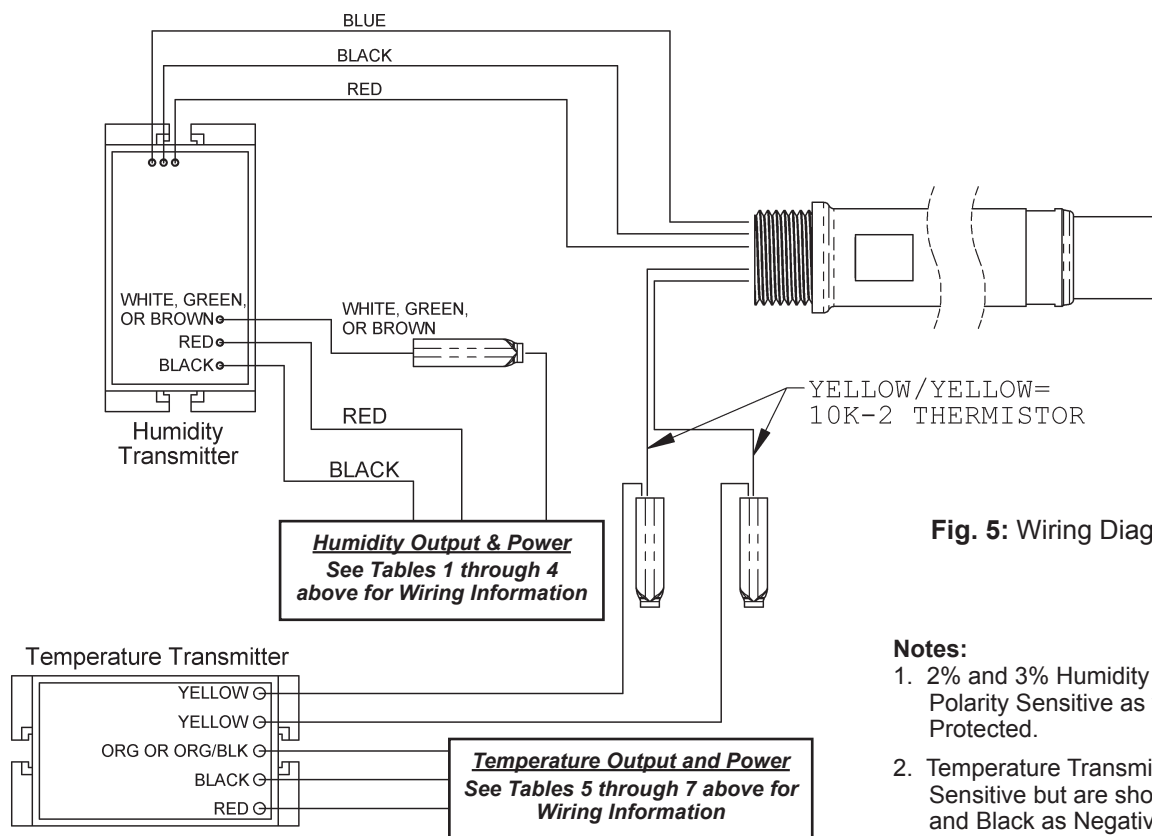 BLUE
BLACK
RED
WHITE, GREEN,
OR BROWN
RED
BLACK
WHITE, GREEN,
OR BROWN
Humidity
Transmitter
RED
BLACK
YELLOW/YELLOW=
10K-2 THERMISTOR
Humidity Output & Power
See Tables 1 through 4
above for Wiring Information
Fig. 5: Wiring Diag
Temperature Transmitter
YELLOW
YELLOW
ORG OR ORG/BLK
BLACK
RED
Temperature Output and Power
See Tables 5 through 7 above for
Wiring Information
Notes:
1. 2% and 3% Humidity
Polarity Sensitive as
Protected.
2. Temperature Transmi
Sensitive but are sho
and Black as Negativ